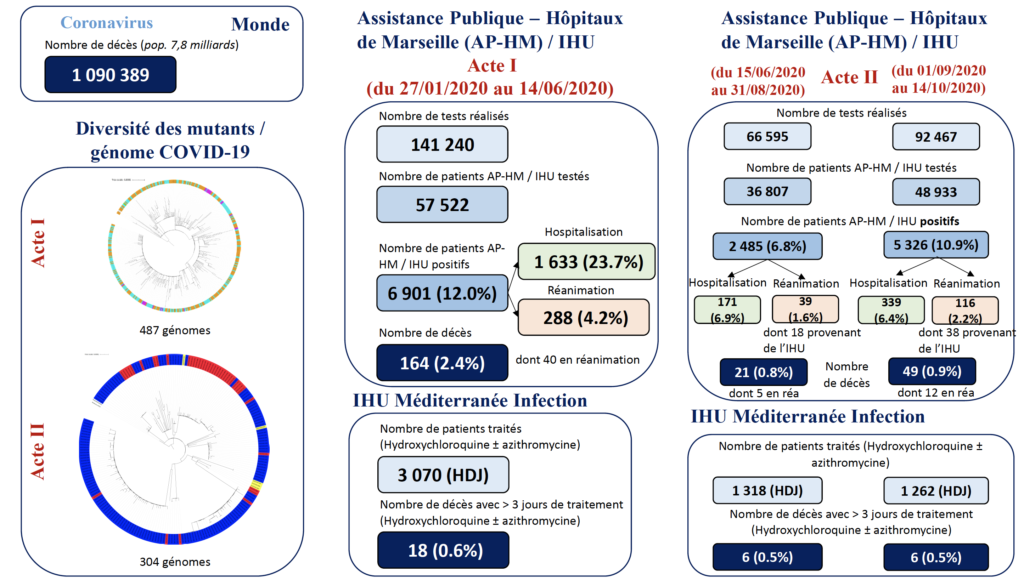 Coronavirus
Monde
Nombre de décès (pop. 7,8 milliards)
1 090 389
Diversité des mutants /
génome COVID-19
Acte I
487 génomes
Acte II
304 génomes
Assistance Publique – Hôpitaux
de Marseille (AP-HM) / IHU
Acte I
(du 27/01/2020 au 14/06/2020)
Nombre de tests réalisés
141 240
Nombre de patients AP-HM / IHU testés
57 522
Nombre de patients AP-
HM / IHU positifs
6 901 (12.0%)
Hospitalisation
1 633 (23.7%)
Réanimation
288 (4.2%)
Nombre de décès
164 (2.4%)
dont 40 en réanimation
IHU Méditerranée Infection
Nombre de patients traités
(Hydroxychloroquine ± azithromycine)
3 070 (HDJ)
Nombre de décès avec > 3 jours de traitement
(Hydroxychloroquine ± azithromycine)
18 (0.6%)
Assistance Publique – Hôpitaux
de Marseille (AP-HM) / IHU
(du 15/06/2020
au 31/08/2020)
Acte II
(du 01/09/2020
au 14/10/2020)
Nombre de tests réalisés
66 595
92 467
Nombre de patients AP-HM / IHU testés
36 807
48 933
Nombre de patients AP-HM / IHU positifs
2 485 (6.8%)
5 326 (10.9%)
Hospitalisation
Réanimation
Hospitalisation
Réanimation
171
(6.9%)
39
(1.6%)
339
(6.4%)
116
(2.2%)
dont 18 provenant
de l’IHU
dont 38 provenant
de l’IHU
21 (0.8%)
Nombre
de décès
49 (0.9%)
dont 5 en réa
dont 12 en réa
IHU Méditerranée Infection
Nombre de patients traités (Hydroxychloroquine ±
azithromycine)
1 318 (HDJ)
1 262 (HDJ)
Nombre de décès avec > 3 jours de traitement
(Hydroxychloroquine ± azithromycine)
6 (0.5%)
6 (0.5%)